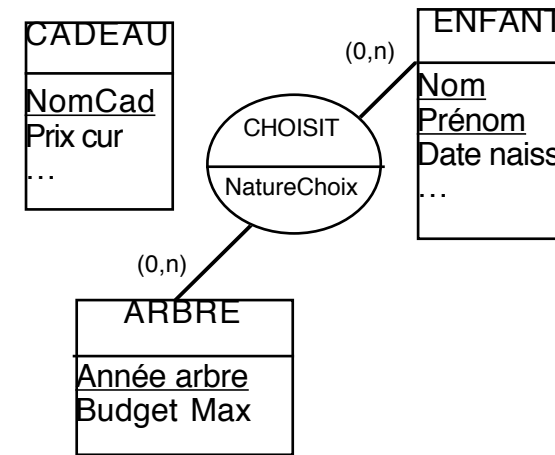 CADEAU
NomCad
Prix cur
…
(0,n)
ENFANT
Nom
Prénom
Date naiss
…
CHOISIT
NatureChoix
(0,n)
ARBRE
Année arbre
Budget Max